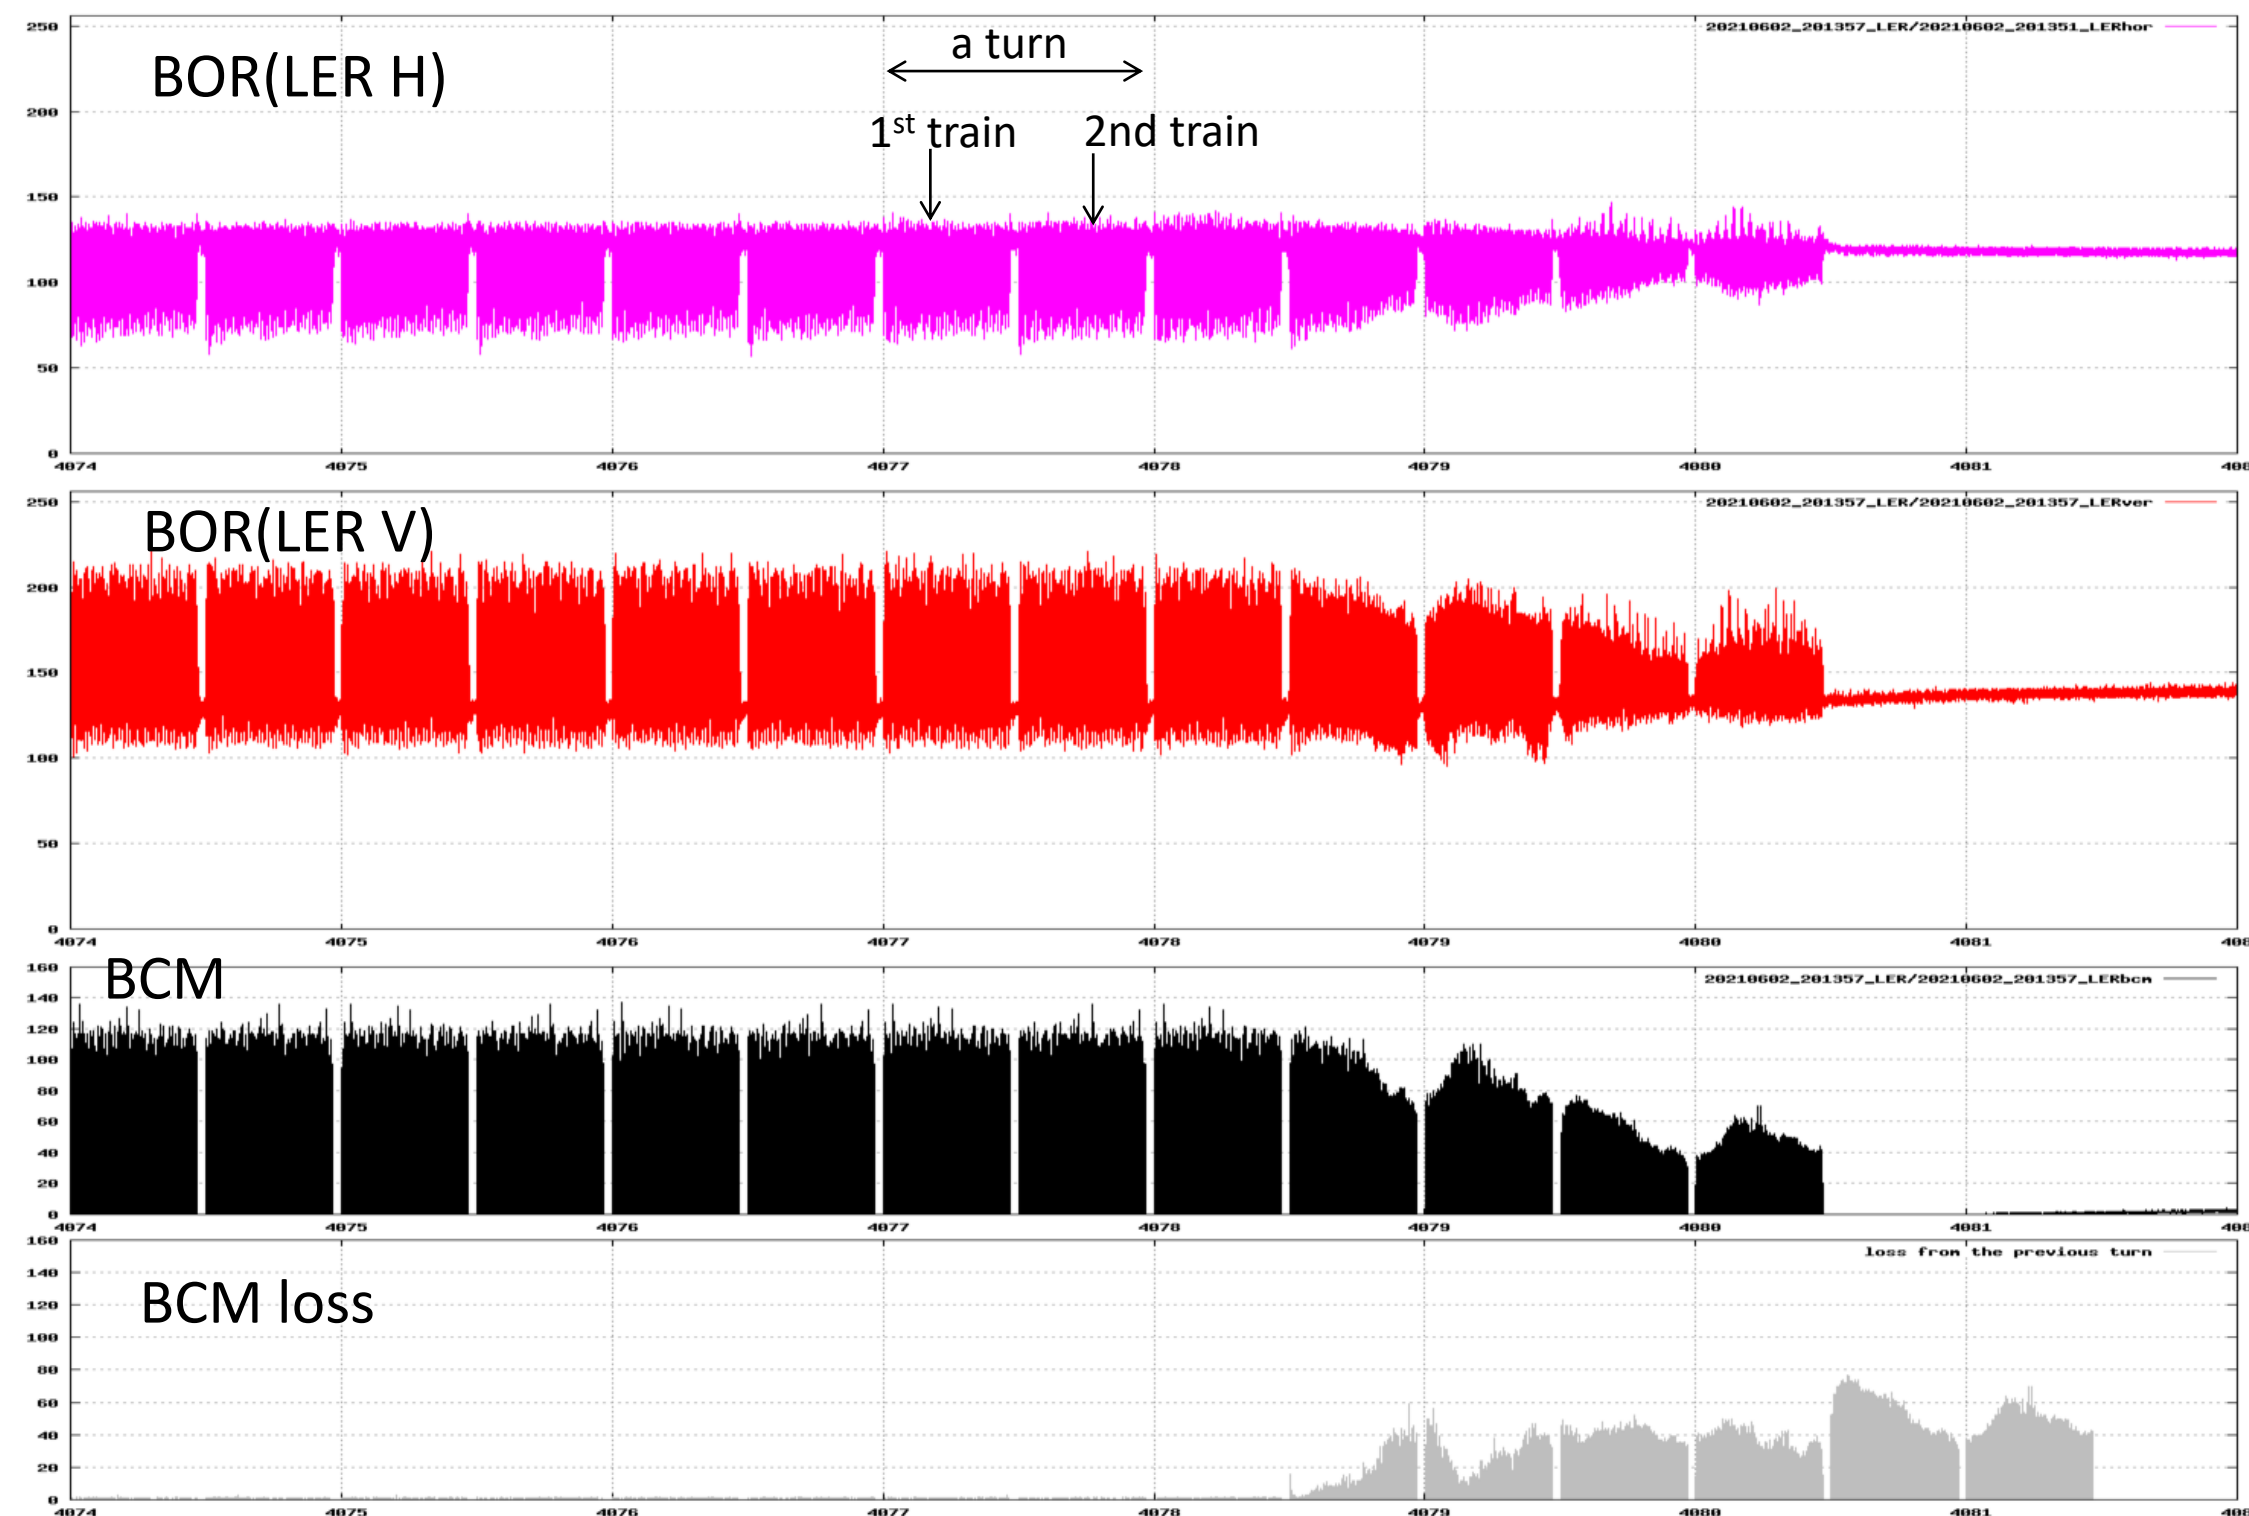 250
20210602_201357_LER/20210602_201351_LERhor
a turn
BOR(LER H)
200
1st train
2nd train
150
100
50
0
4074 4075 4076 4077 4078 4079 4080 4081 408
250
20210602_201357_LER/20210602_201357_LERver
BOR(LER V)
200
150
100
50
0
4074 4075 4076 4077 4078 4079 4080 4081 408
BCM
160
20210602_201357_LER/20210602_201357_LERbcm
140
120
100
80
60
40
20
0
4074 4075 4076 4077 4078 4079 4080 4081 408
160
loss from the previous turn
140
BCM loss
120
100
80
60
40
20
0
4074 4075 4076 4077 4078 4079 4080 4081 408